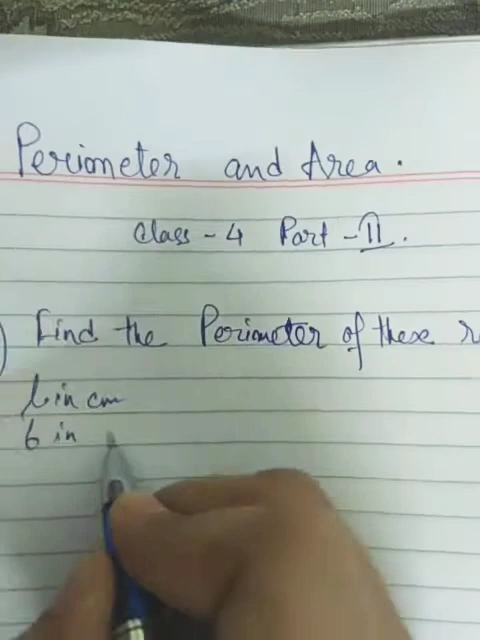 Perimeter and Area.
Class - 4 Part - II.
) Find the Perimeter of these
l in cm
b in